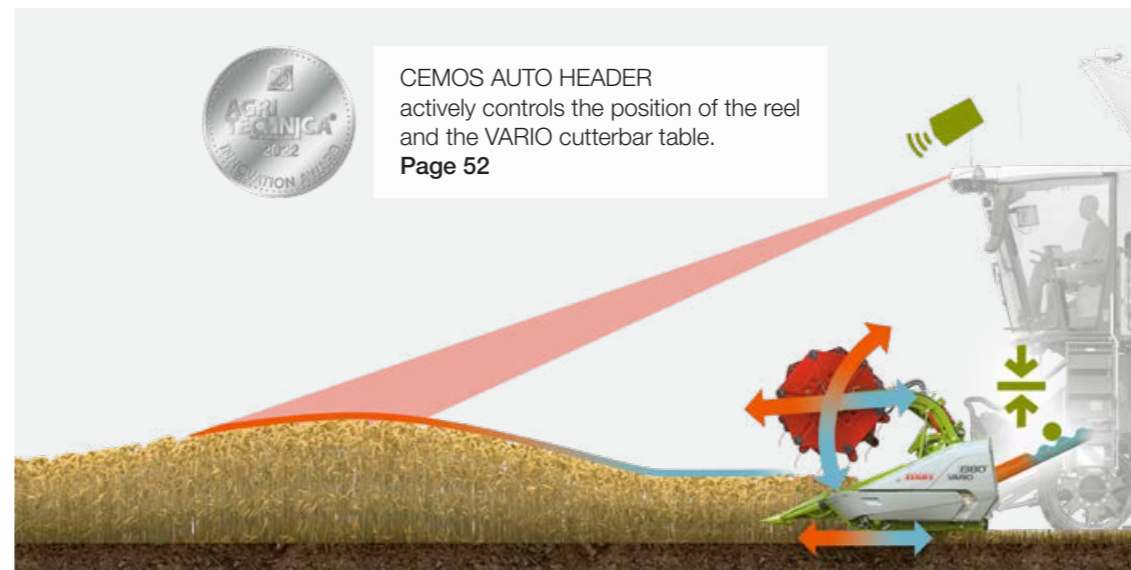 AGRI
TECHNICA
2022
INNOVATION AWARD
CEMOS AUTO HEADER
actively controls the position of the reel
and the VARIO cutterbar table.
Page 52
CLAAS
1380
VARIO